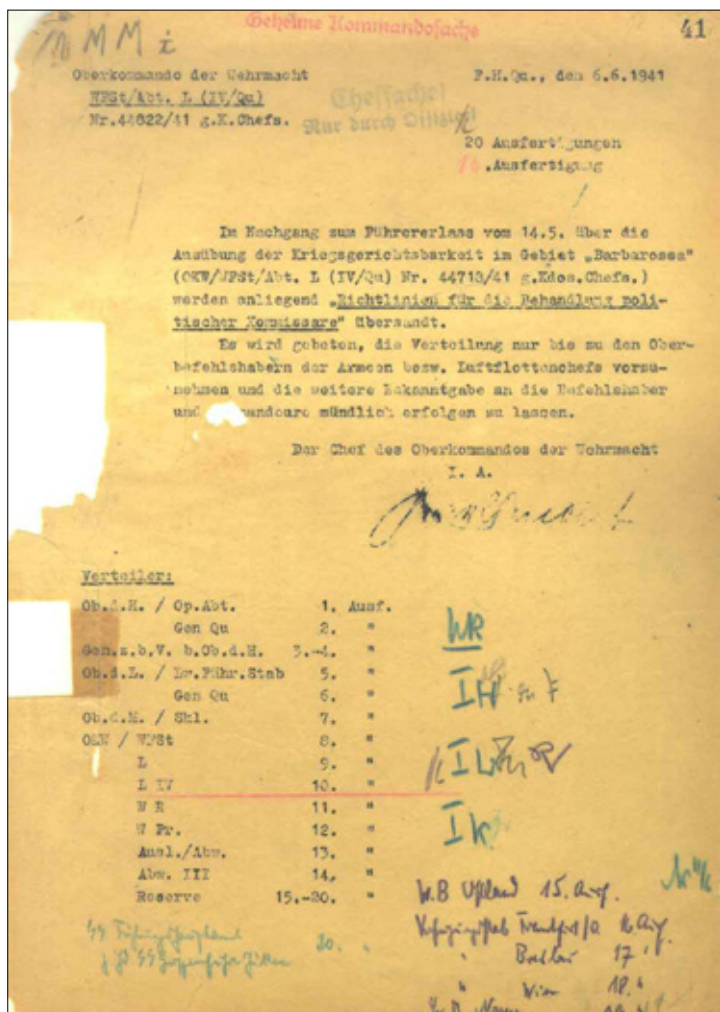 Geheime Kommandosache
41
Oberkommando der Wehrmacht
F.H.Qu., den 6.6.1941
WFSt/Abt. L (IV/Qu)
Nr.44822/41 g.K.Chefs.
Chefsache!
Nur durch Offizier
20 Ausfertigungen
.Ausfertigung
Im Nachgang zum Führererlass vom 14.5. über die
Ausübung der Kriegsgerichtsbarkeit im Gebiet „Barbarossa“
(OKW/WFSt/Abt. L (IV/Qu) Nr. 44718/41 g.Kdos.Chefs.)
werden anliegend „Richtlinien für die Behandlung poli-
tischer Kommissare“ übersandt.
Es wird gebeten, die Verteilung nur bis zu den Ober-
befehlshabern der Armeen bezw. Luftflottenchefs vorzu-
nehmen und die weitere Bekanntgabe an die Befehlshaber
und mandeure mündlich erfolgen zu lassen.
Der Chef des Oberkommandos der Wehrmacht
I. A.
Verteiler:
Ob.d.H. / Op.Abt. 1. Ausf.
Gen Qu 2. "
Gen.z.b.V. b.Ob.d.H. 3.-4. "
Ob.d.L. / Lw.Führ.Stab 5. "
Gen Qu 6. "
Ob.d.M. / Skl. 7. "
OKW / WFSt 8. "
L 9. "
L IV 10. "
W R 11. "
W Pr. 12. "
Ausl./Abw. 13. "
Abw. III 14. "
Reserve 15.-20. "
WR
I H
I L
I K
15. Ausf.
20. "
17 "
Wien 18. "